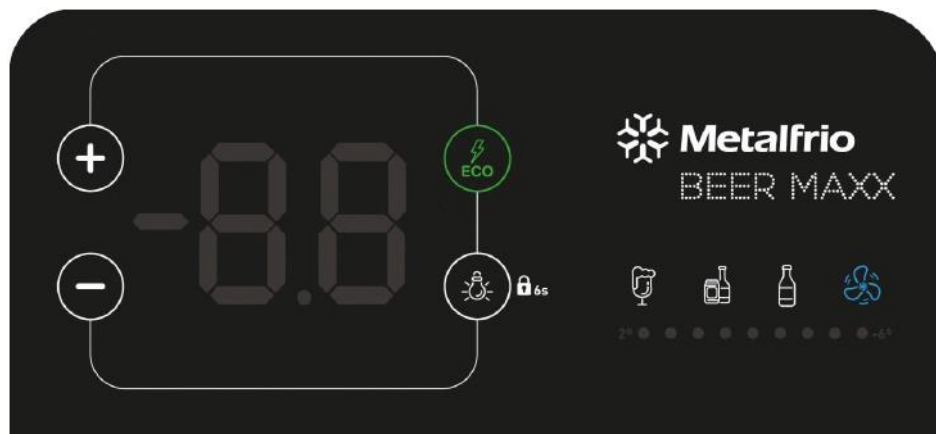 +
-8.8
ECO
−
6s
Metalfrio
BEER MAXX
2° -6°